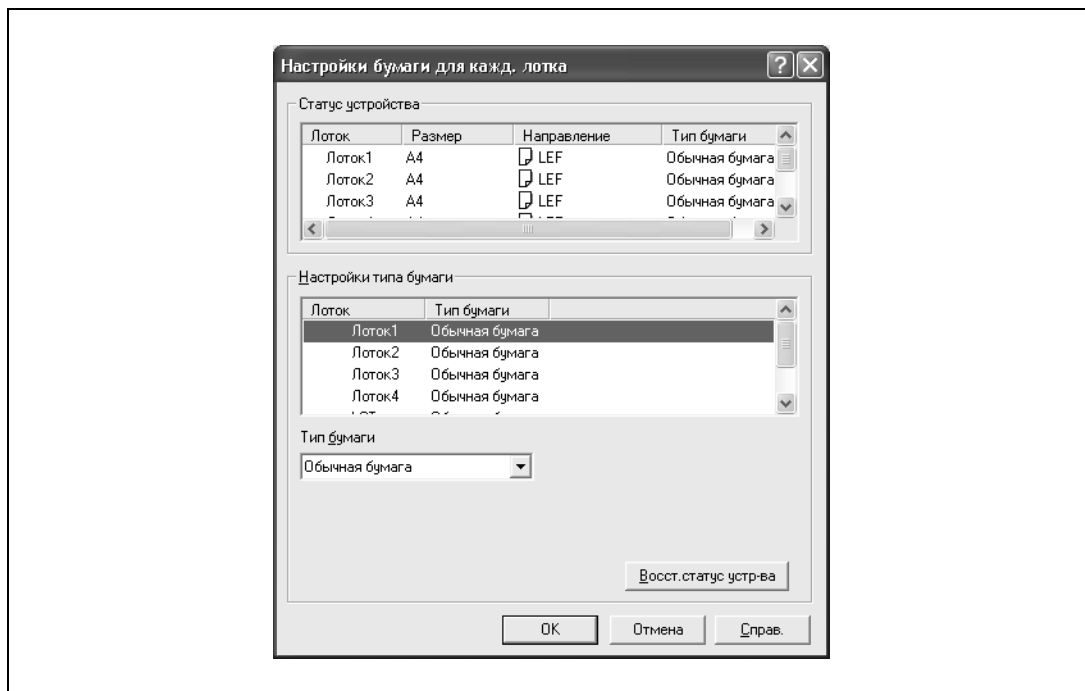 Настройки бумаги для кажд. лотка
Статус устройства
Лоток Размер Направление Тип бумаги
Лоток1 A4 LEF Обычная бумага
Лоток2 A4 LEF Обычная бумага
Лоток3 A4 LEF Обычная бумага
Настройки типа бумаги
Лоток Тип бумаги
Лоток1 Обычная бумага
Лоток2 Обычная бумага
Лоток3 Обычная бумага
Лоток4 Обычная бумага
Тип бумаги
Обычная бумага
Восст.статус устр-ва
OK Отмена Справ.